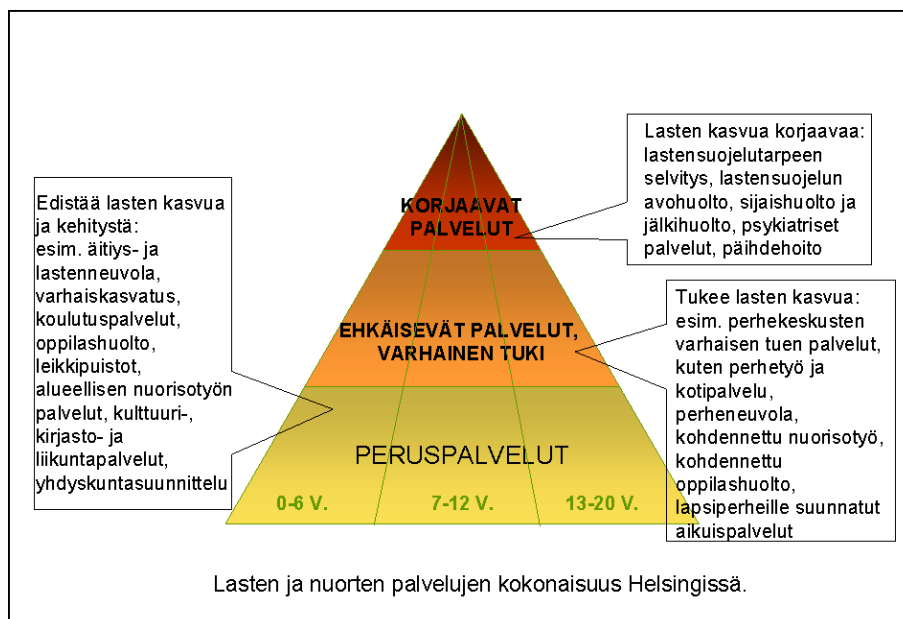 Lasten kasvua korjaavaa:
lastensuojelutarpeen
selvitys, lastensuojelun
avohuolto, sijaishuolto ja
jälkihuolto, psykiatriset
palvelut, päihdehoito
Edistää lasten kasvua
ja kehitystä:
esim. äitiys- ja
lastenneuvola,
varhaiskasvatus,
koulutuspalvelut,
oppilashuolto,
leikkipuistot,
alueellisen nuorisotyön
palvelut, kulttuuri-,
kirjasto- ja
liikuntapalvelut,
yhdyskuntasuunnittelu
KORJAAVAT
PALVELUT
EHKÄISEVÄT PALVELUT,
VARHAINEN TUKI
Tukee lasten kasvua:
esim. perhekeskusten
varhaisen tuen palvelut,
kuten perhetyö ja
kotipalvelu,
perheneuvola,
kohdennettu nuorisotyö,
kohdennettu
oppilashuolto,
lapsiperheille suunnatut
aikuispalvelut
PERUSPALVELUT
0-6 V.
7-12 V.
13-20 V.
Lasten ja nuorten palvelujen kokonaisuus Helsingissä.